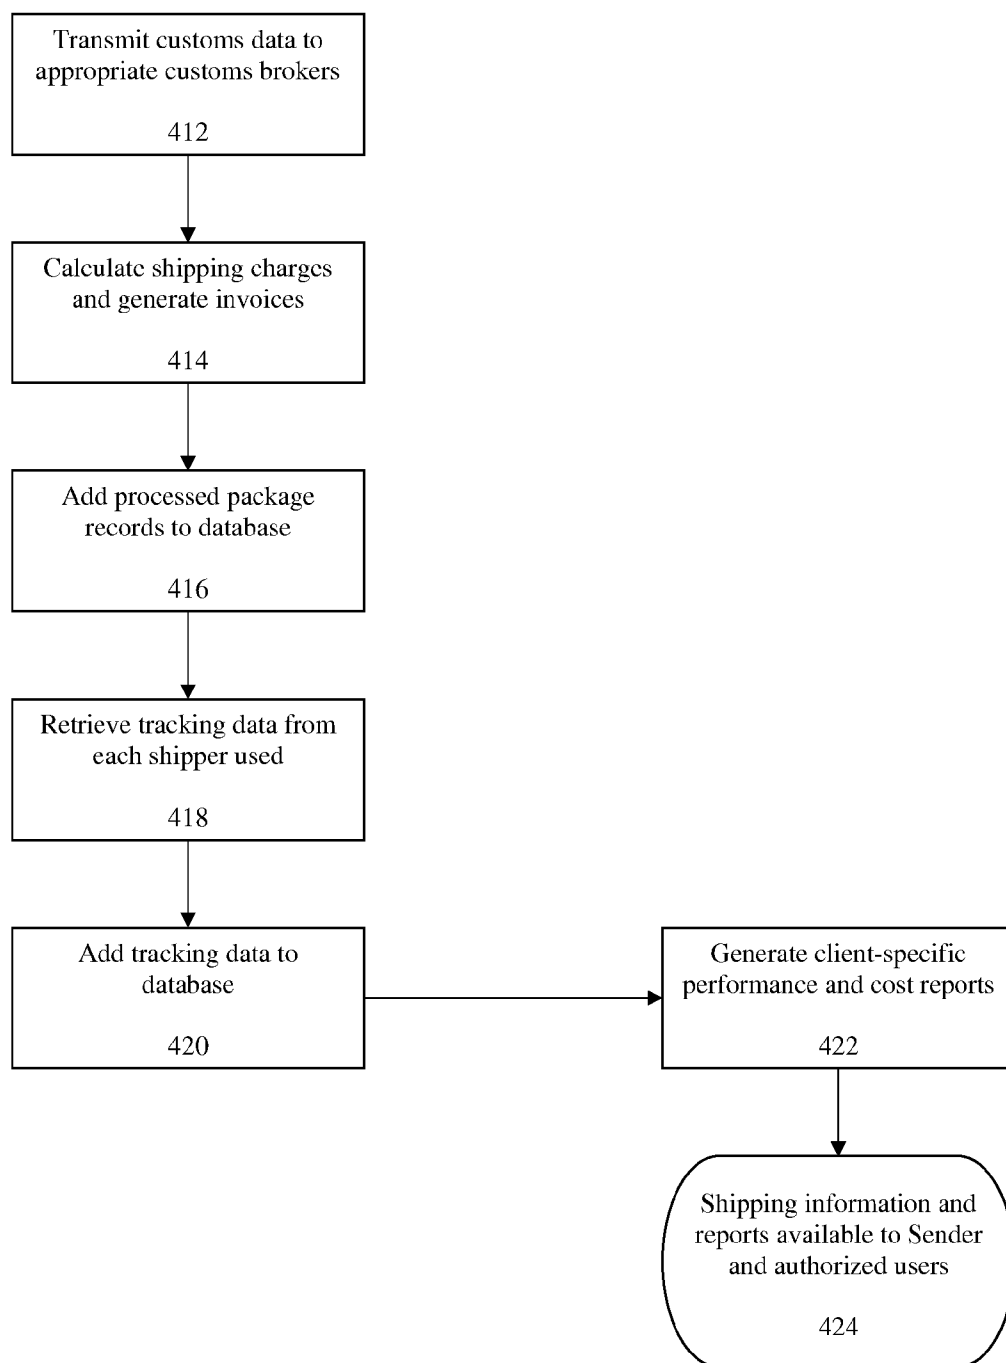 Transmit customs data to
appropriate customs brokers
412
Calculate shipping charges
and generate invoices
414
Add processed package
records to database
416
Retrieve tracking data from
each shipper used
418
Add tracking data to
database
420
Generate client-specific
performance and cost reports
422
Shipping information and
reports available to Sender
and authorized users
424